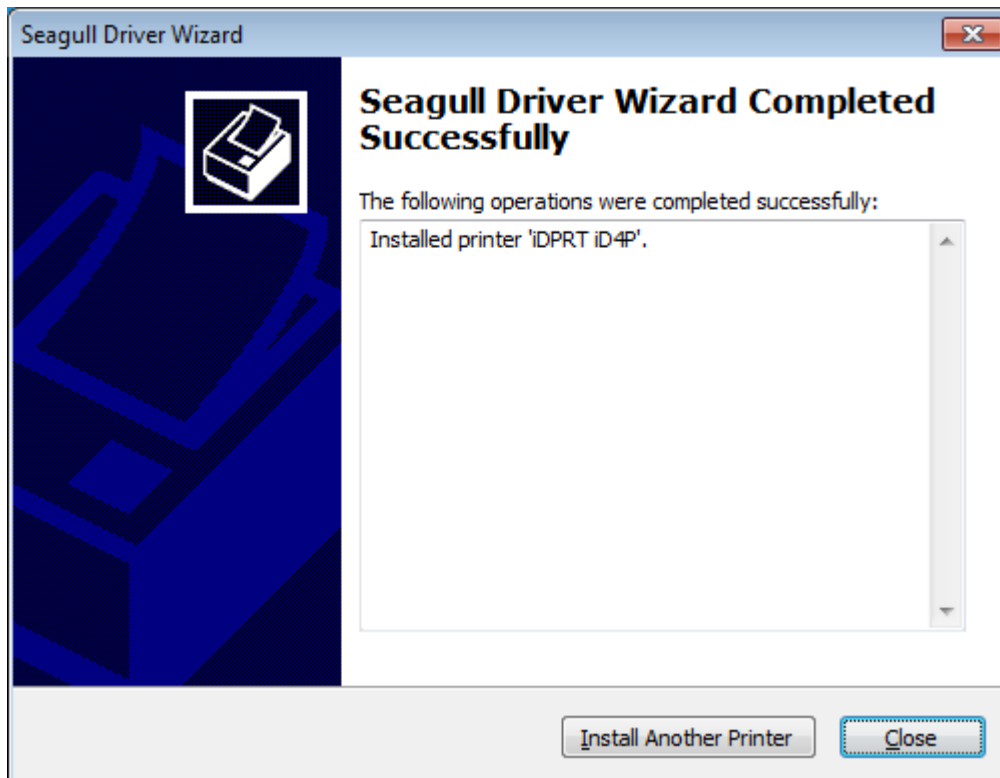 Seagull Driver Wizard
Seagull Driver Wizard Completed
Successfully
The following operations were completed successfully:
Installed printer 'iDPRT iD4P'.
Install Another Printer
Close